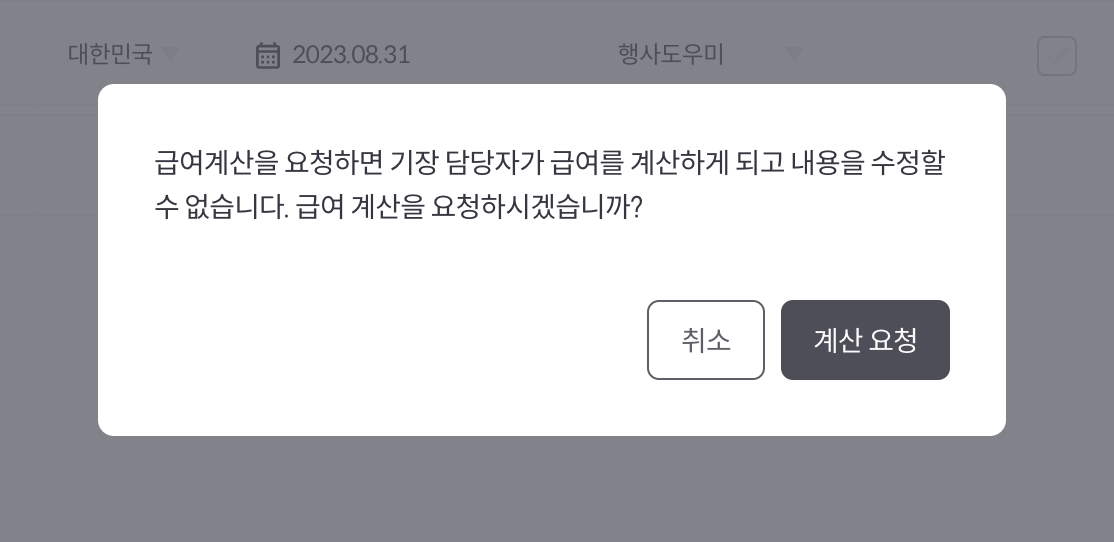 대한민국 2023.08.31 행사도우미
급여계산을 요청하면 기장 담당자가 급여를 계산하게 되고 내용을 수정할
수 없습니다. 급여 계산을 요청하시겠습니까?
취소 계산 요청